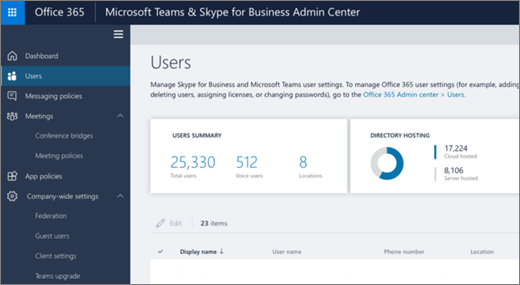 Office 365
Microsoft Teams & Skype for Business Admin Center
Dashboard
Users
Messaging policies
Meetings
Conference bridges
Meeting policies
App policies
Company-wide settings
Federation
Guest users
Client settings
Teams upgrade
Users
Manage Skype for Business and Microsoft Teams user settings. To manage Office 365 user settings (for example, adding
deleting users, assigning licenses, or changing passwords), go to the Office 365 Admin center > Users.
USERS SUMMARY
25,330 512 8
Total users Voice users Locations
DIRECTORY HOSTING
17,224
Cloud hosted
8,106
Server hosted
Edit 23 items
Display name ↓ User name Phone number Location